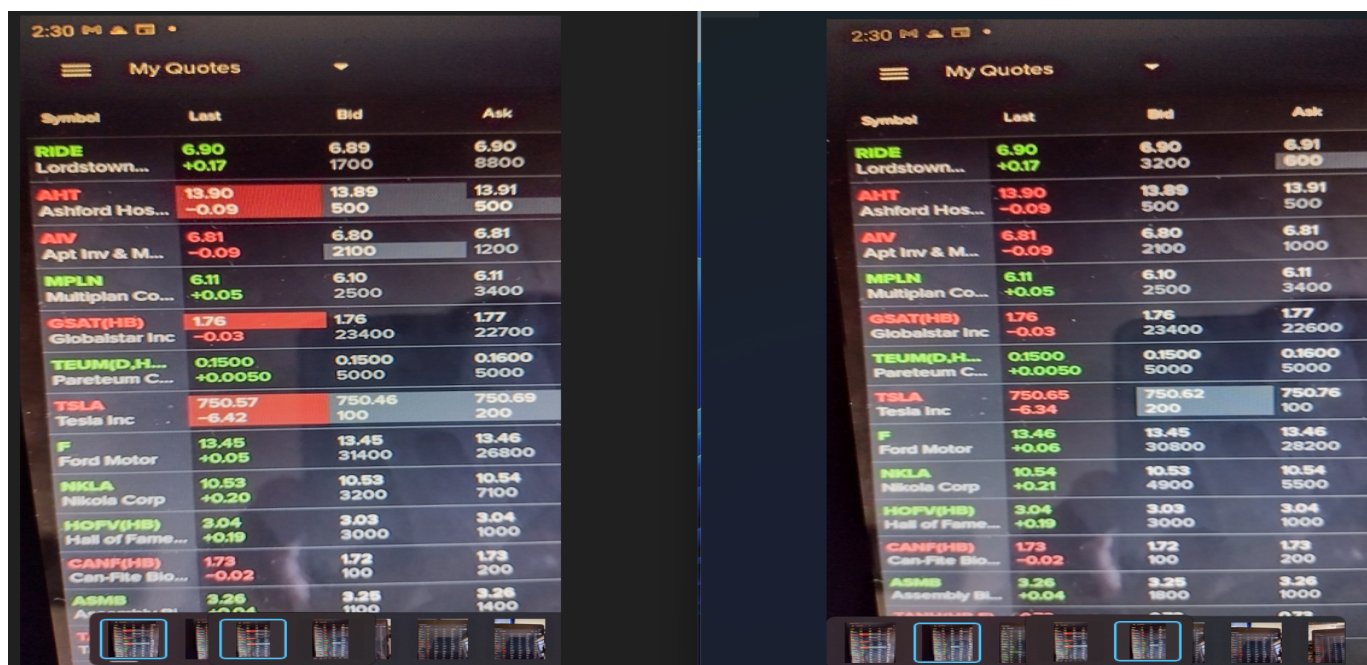 2:30
My Quotes
Symbol Last Bid Ask
RIDE 6.90 6.89 6.90
Lordstown... +0.17 1700 8800
AHT 13.90 13.89 13.91
Ashford Hos... -0.09 500 500
AIV 6.81 6.80 6.81
Apt Inv & M... -0.09 2100 1200
MPLN 6.11 6.10 6.11
Multiplan Co... +0.05 2500 3400
GSAT(HB) 1.76 1.76 1.77
Globalstar Inc -0.03 23400 22700
TEUM(D,H... 0.1500 0.1500 0.1600
Pareteum C... +0.0050 5000 5000
TSLA 750.57 750.46 750.69
Tesla Inc -6.42 100 200
F 13.45 13.45 13.46
Ford Motor +0.05 31400 26800
NKLA 10.53 10.53 10.54
Nikola Corp +0.20 3200 7100
HOFV(HB) 3.04 3.03 3.04
Hall of Fame... +0.19 3000 1000
CANF(HB) 1.73 1.72 1.73
Can-Fite Bio... -0.02 100 200
ASMB 3.26 3.25 3.26
1100 1400
2:30
My Quotes
Symbol Last Bid Ask
RIDE 6.90 6.90 6.91
Lordstown... +0.17 3200 600
AHT 13.90 13.89 13.91
Ashford Hos... -0.09 500 500
AIV 6.81 6.80 6.81
Apt Inv & M... -0.09 2100 1000
MPLN 6.11 6.10 6.11
Multiplan Co... +0.05 2500 3400
GSAT(HB) 1.76 1.76 1.77
Globalstar Inc -0.03 23400 22600
TEUM(D,H... 0.1500 0.1500 0.1600
Pareteum C... +0.0050 5000 5000
TSLA 750.65 750.62 750.76
Tesla Inc -6.34 200 100
F 13.46 13.45 13.46
Ford Motor +0.06 30800 28200
NKLA 10.54 10.53 10.54
Nikola Corp +0.21 4900 5500
HOFV(HB) 3.04 3.03 3.04
Hall of Fame... +0.19 3000 1000
CANF(HB) 1.73 1.72 1.73
Can-Fite Bio... -0.02 100 200
ASMB 3.26 3.25 3.26
Assembly Bi... +0.04 1800 1000